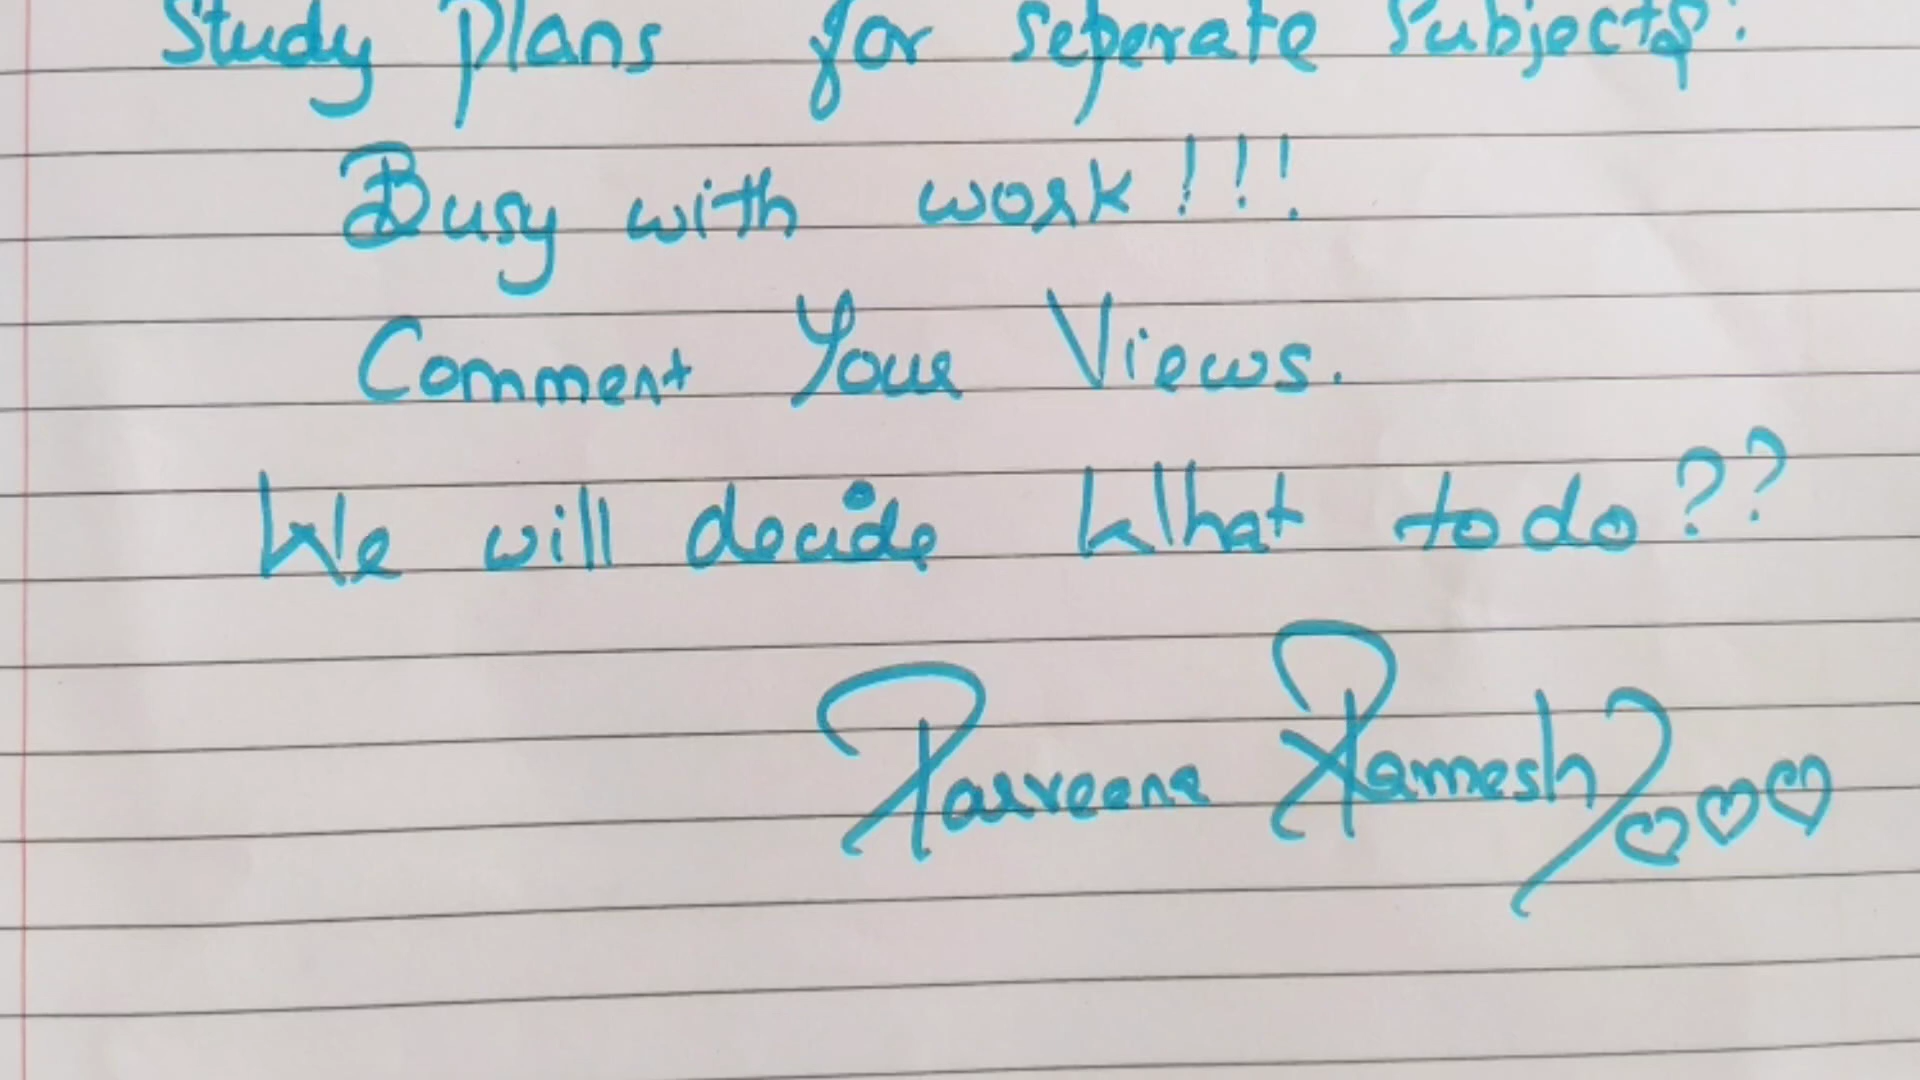 Study plans for seperate subjects.
Busy with work!!!
Comment Your Views.
We will decide What to do??
Parveena Ramesh